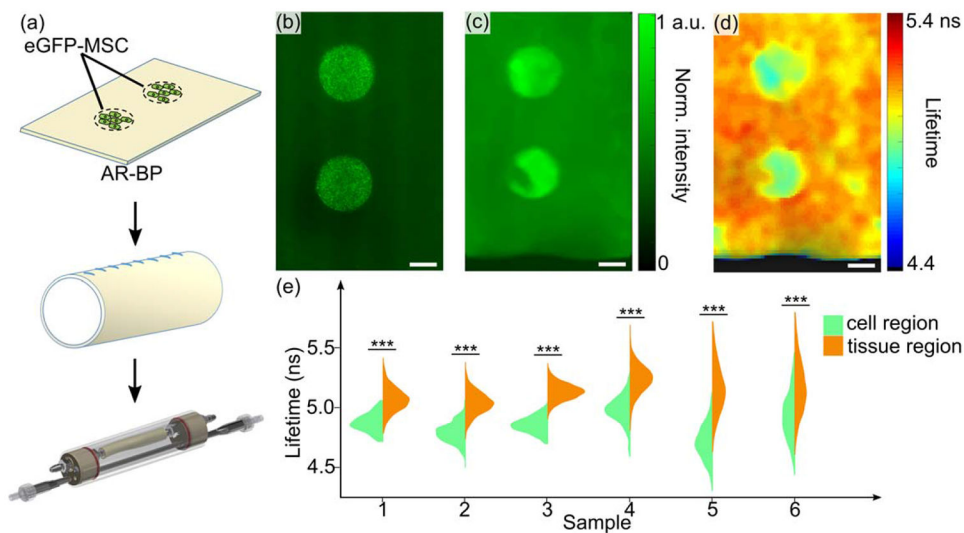 (a)
eGFP-MSC
AR-BP
(b)
(c)
1 a.u.
Norm. intensity
0
(d)
5.4 ns
Lifetime
4.4
(e)
***
***
***
***
***
***
cell region
tissue region
Lifetime (ns)
5.5
5.0
4.5
1
2
3
4
5
6
Sample